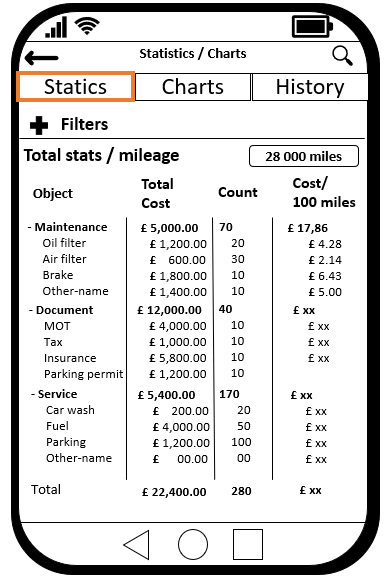 Statistics / Charts
Statics Charts History
Filters
Total stats / mileage 28 000 miles
Object Total Cost Count Cost/ 100 miles
- Maintenance £ 5,000.00 70 £ 17,86
Oil filter £ 1,200.00 20 £ 4.28
Air filter £ 600.00 30 £ 2.14
Brake £ 1,800.00 10 £ 6.43
Other-name £ 1,400.00 10 £ 5.00
- Document £ 12,000.00 40 £ xx
MOT £ 4,000.00 10 £ xx
Tax £ 1,000.00 10 £ xx
Insurance £ 5,800.00 10 £ xx
Parking permit £ 1,200.00 10
- Service £ 5,400.00 170 £ xx
Car wash £ 200.00 20 £ xx
Fuel £ 4,000.00 50 £ xx
Parking £ 1,200.00 100 £ xx
Other-name £ 00.00 00 £ xx
Total £ 22,400.00 280 £ xx